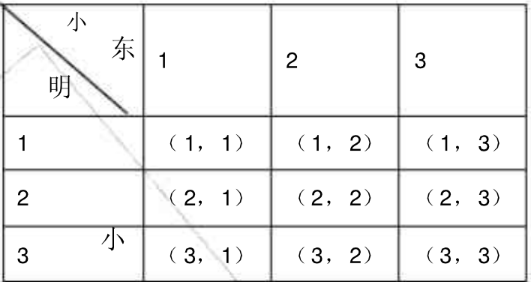 小
东 1 2 3
明
1 （1，1） （1，2） （1，3）
2 （2，1） （2，2） （2，3）
小
3 （3，1） （3，2） （3，3）